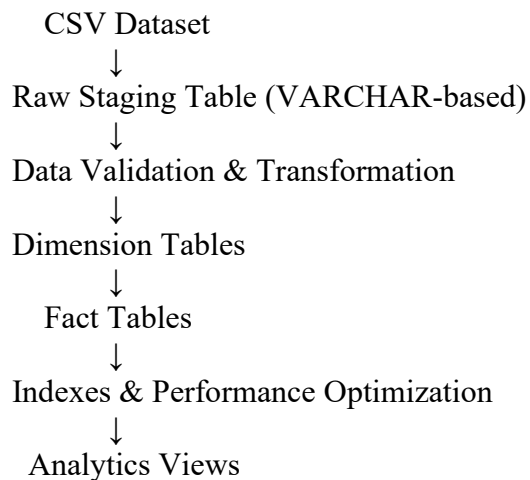 CSV Dataset
↓
Raw Staging Table (VARCHAR-based)
↓
Data Validation & Transformation
↓
Dimension Tables
↓
Fact Tables
↓
Indexes & Performance Optimization
↓
Analytics Views